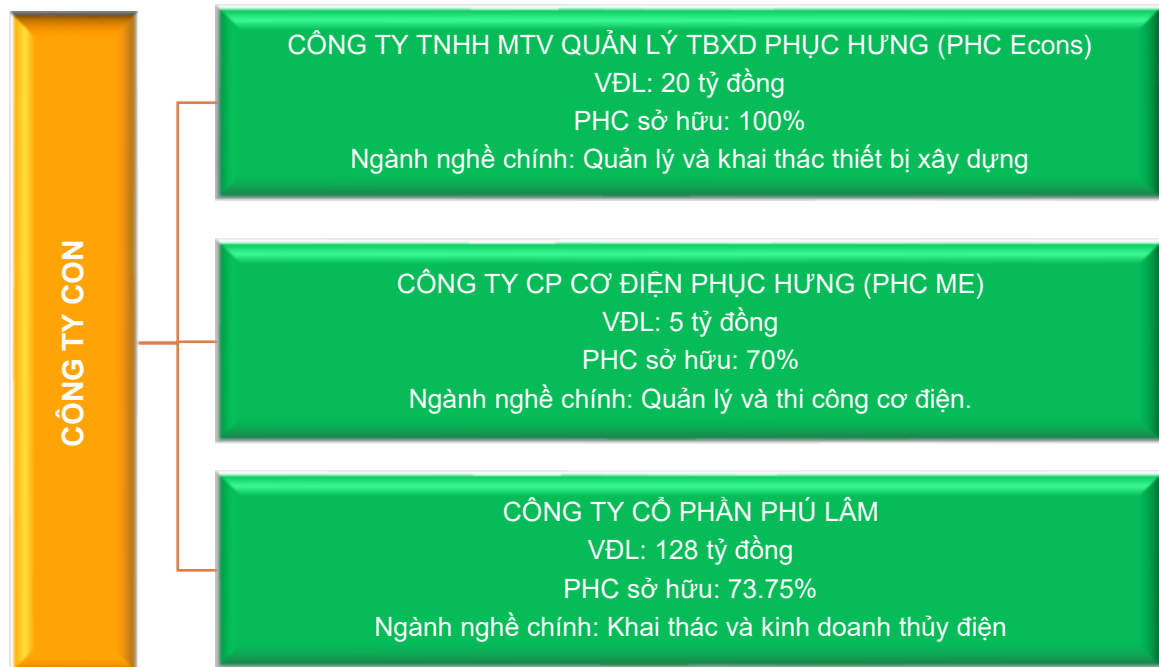 CÔNG TY CON
CÔNG TY TNHH MTV QUẢN LÝ TBXD PHỤC HƯNG (PHC Econs)
VĐL: 20 tỷ đồng
PHC sở hữu: 100%
Ngành nghề chính: Quản lý và khai thác thiết bị xây dựng
CÔNG TY CP CƠ ĐIỆN PHỤC HƯNG (PHC ME)
VĐL: 5 tỷ đồng
PHC sở hữu: 70%
Ngành nghề chính: Quản lý và thi công cơ điện.
CÔNG TY CỔ PHẦN PHÚ LÂM
VĐL: 128 tỷ đồng
PHC sở hữu: 73.75%
Ngành nghề chính: Khai thác và kinh doanh thủy điện